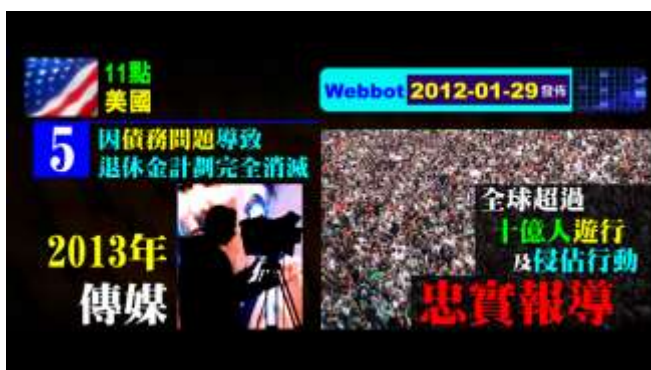 11點
美國
Webbot 2012-01-29 發佈
5 因債務問題導致
退休金計劃完全消滅
2013年
傳媒
全球超過
十億人遊行
及侵佔行動
忠實報導